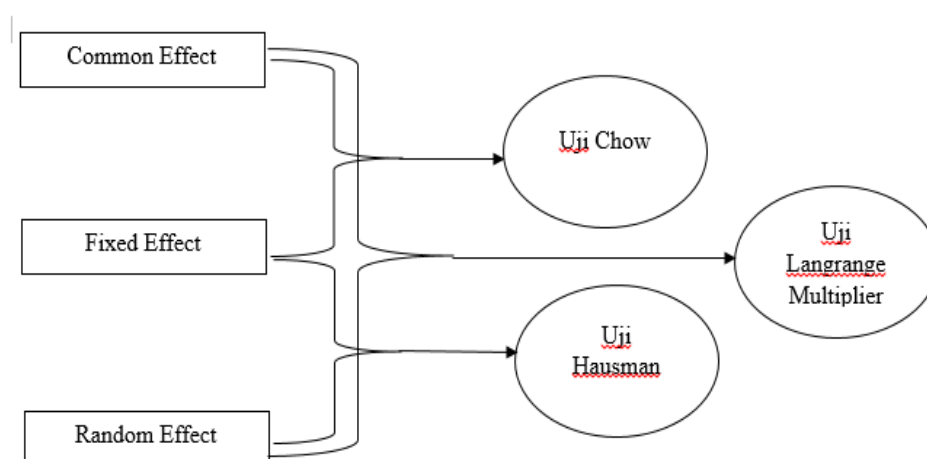 Common Effect
Uji Chow
Fixed Effect
Uji
Langrange
Multiplier
Uji
Hausman
Random Effect